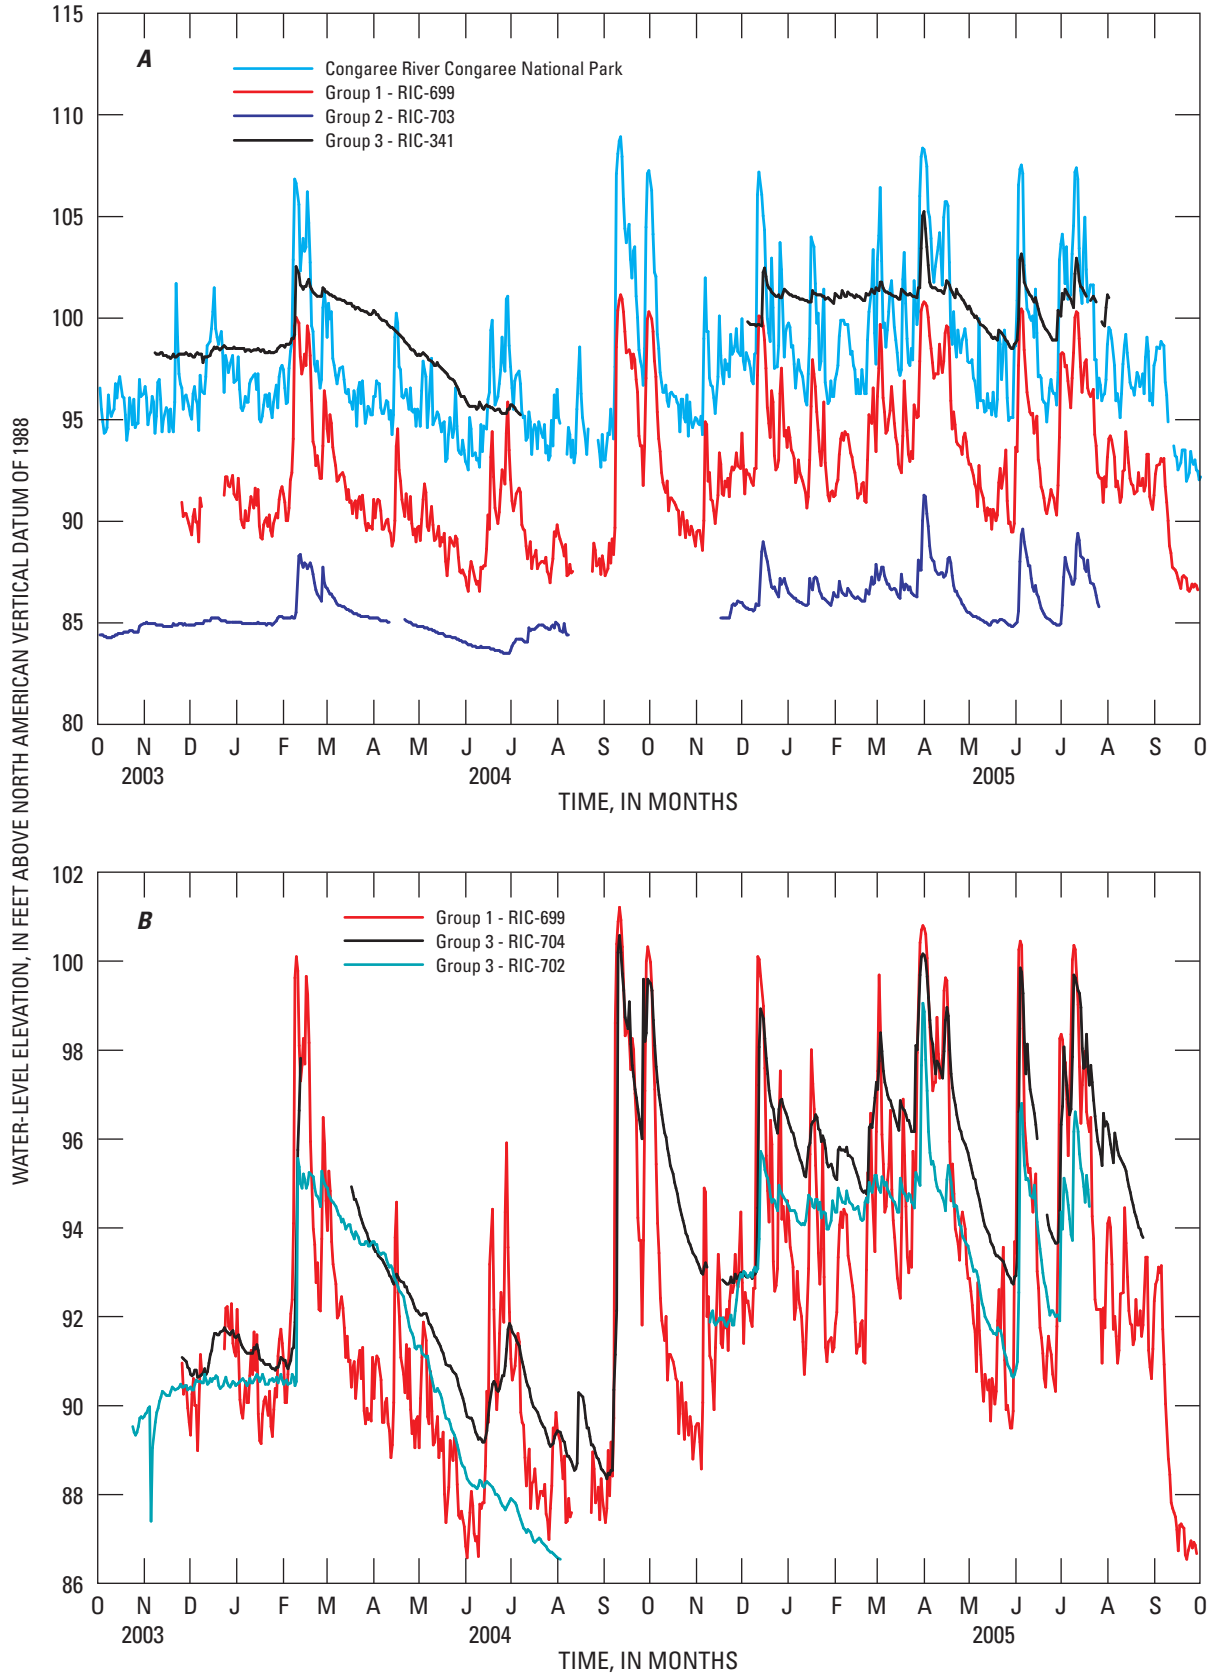 WATER-LEVEL ELEVATION, IN FEET ABOVE NORTH AMERICAN VERTICAL DATUM OF 1988
A
Congaree River Congaree National Park
Group 1 - RIC-699
Group 2 - RIC-703
Group 3 - RIC-341
115
110
105
100
95
90
85
80
O N D J F M A M J J A S O N D J F M A M J J A S O
2003 2004 2005
TIME, IN MONTHS
B
Group 1 - RIC-699
Group 3 - RIC-704
Group 3 - RIC-702
102
100
98
96
94
92
90
88
86
O N D J F M A M J J A S O N D J F M A M J J A S O
2003 2004 2005
TIME, IN MONTHS